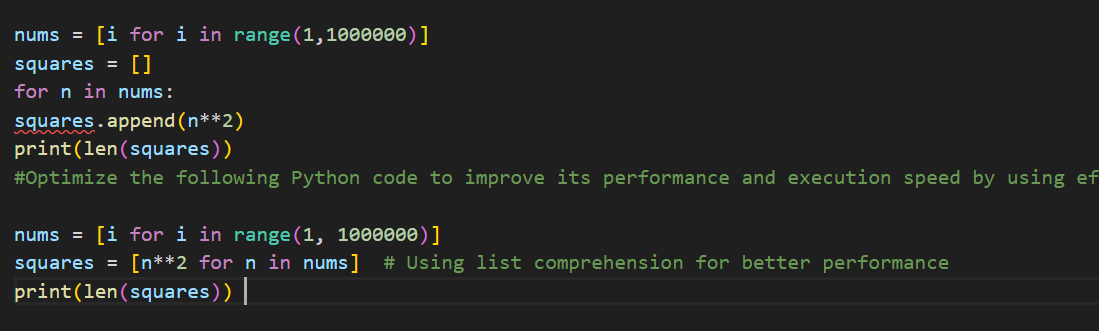 nums = [i for i in range(1,1000000)]
squares = []
for n in nums:
squares.append(n**2)
print(len(squares))
#Optimize the following Python code to improve its performance and execution speed by using ef
nums = [i for i in range(1, 1000000)]
squares = [n**2 for n in nums]  # Using list comprehension for better performance
print(len(squares))